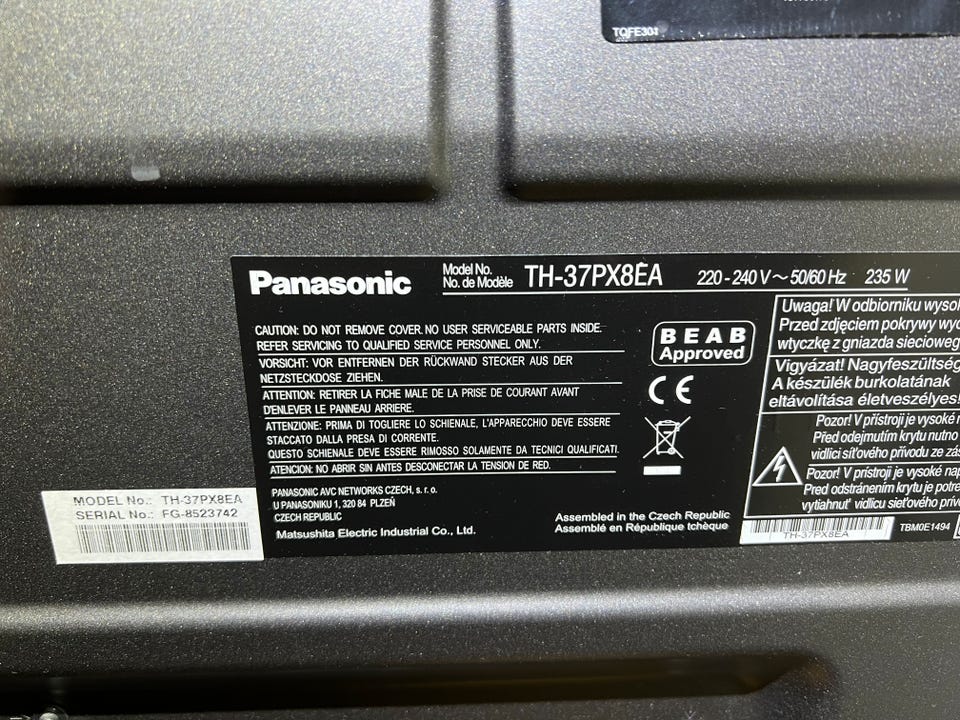 TQFE301
Panasonic
Model No.
No. de Modèle
TH-37PX8EA
220 - 240 V ~ 50/60 Hz 235 W
CAUTION: DO NOT REMOVE COVER. NO USER SERVICEABLE PARTS INSIDE.
REFER SERVICING TO QUALIFIED SERVICE PERSONNEL ONLY.
VORSICHT: VOR ENTFERNEN DER RÜCKWAND STECKER AUS DER
NETZSTECKDOSE ZIEHEN.
ATTENTION: RETIRER LA FICHE MALE DE LA PRISE DE COURANT AVANT
D'ENLEVER LE PANNEAU ARRIERE.
ATTENZIONE: PRIMA DI TOGLIERE LO SCHIENALE, L'APPARECCHIO DEVE ESSERE
STACCATO DALLA PRESA DI CORRENTE.
QUESTO SCHIENALE DEVE ESSERE RIMOSSO SOLAMENTE DA TECNICI QUALIFICATI.
ATENCION: NO ABRIR SIN ANTES DESCONECTAR LA TENSION DE RED.
PANASONIC AVC NETWORKS CZECH, s. r. o.
U PANASONIKU 1, 320 84 PLZEŇ
CZECH REPUBLIC
Matsushita Electric Industrial Co., Ltd.
BEAB
Approved
CE
Assembled in the Czech Republic
Assemblé en République tchèque
Uwaga! W odbiorniku
Przed zdjęciem pokrywy
wtyczkę z gniazda
Vigyázat!
A készülék burkolatának
eltávolítása életveszélyes!
Pozor! V přístroji je vysoké
Před odejmutím krytu nutno
vidlici síťového přívodu ze
Pozor! V prístroji je vysoké
Pred odstránením krytu je
vytiahnuť vidlicu sieťového
TH-37PX8EA
TBM0E1494
MODEL No.: TH-37PX8EA
SERIAL No.: FG-8523742